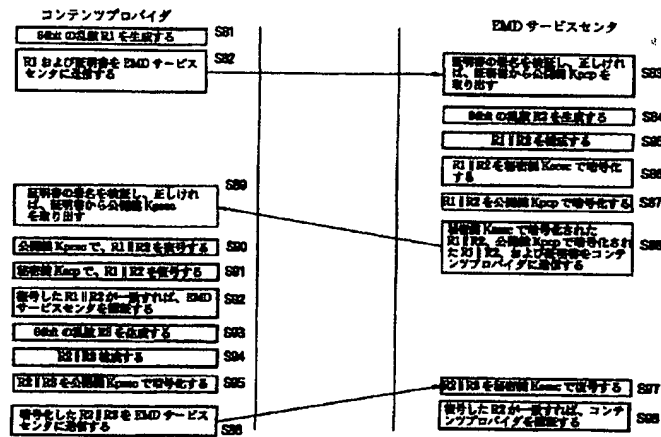 コンテンツプロバイダ
64bit の乱数 R1 を生成する
S81
R1 および証明書を EMD サービス
センタに送信する
S82
証明書の署名を検証し、正しけれ
ば、証明書から公開鍵 Kpesc
を取り出す
S89
公開鍵 Kpesc で、R1‖R2 を復号する
S90
秘密鍵 Kscp で、R1‖R2 を復号する
S91
復号した R1‖R2 が一致すれば、EMD
サービスセンタを認証する
S92
64bit の乱数 R3 を生成する
S93
R2‖R3 を構成する
S94
R2‖R3 を公開鍵 Kpesc で暗号化する
S95
暗号化した R2‖R3 を EMD サービス
センタに送信する
S96
EMD サービスセンタ
証明書の署名を検証し、正しけれ
ば、証明書から公開鍵 Kpcp を
取り出す
S83
64bit の乱数 R2 を生成する
S84
R1‖R2 を構成する
S85
R1‖R2 を秘密鍵 Ksesc で暗号化
する
S86
R1‖R2 を公開鍵 Kpcp で暗号化する
S87
秘密鍵 Ksesc で暗号化された
R1‖R2、公開鍵 Kpcp で暗号化され
た R1‖R2、および証明書をコンテ
ンツプロバイダに送信する
S88
R2‖R3 を秘密鍵 Ksesc で復号する
S97
復号した R2 が一致すれば、コンテ
ンツプロバイダを認証する
S98